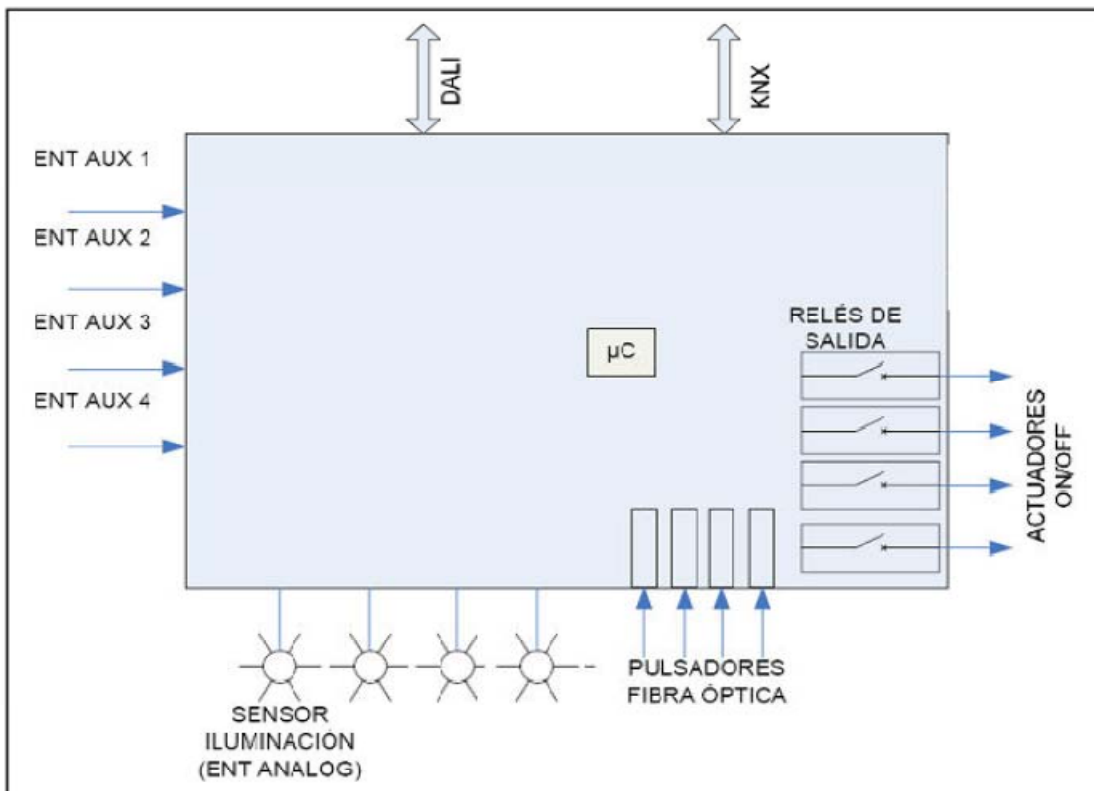 DALI
KNX
ENT AUX 1
ENT AUX 2
ENT AUX 3
ENT AUX 4
µC
RELÉS DE
SALIDA
ACTUADORES
ON/OFF
PULSADORES
FIBRA ÓPTICA
SENSOR
ILUMINACIÓN
(ENT ANALOG)